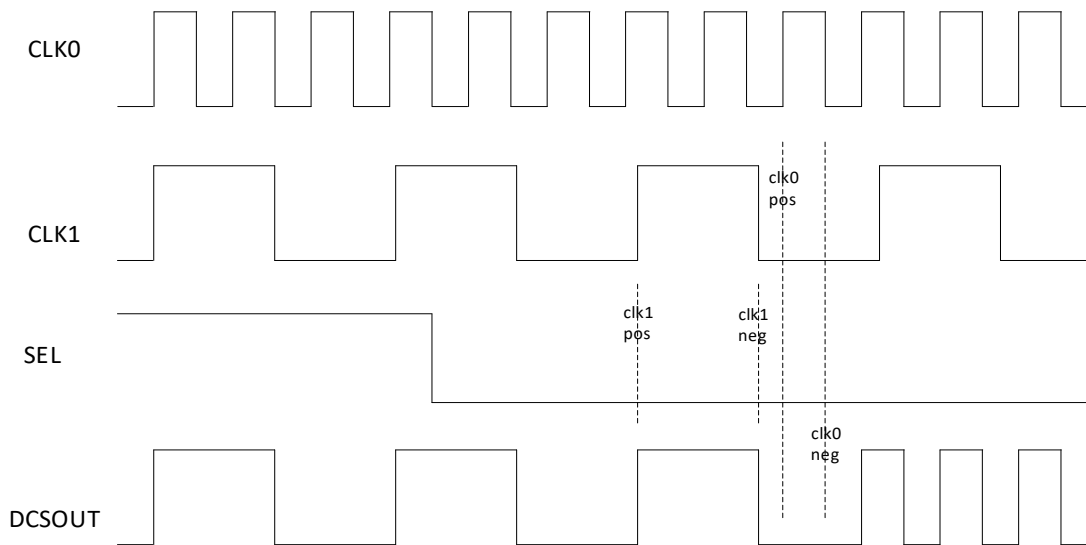 CLK0
CLK1
clk0
pos
SEL
clk1
pos
clk1
neg
clk0
neg
DCSOUT